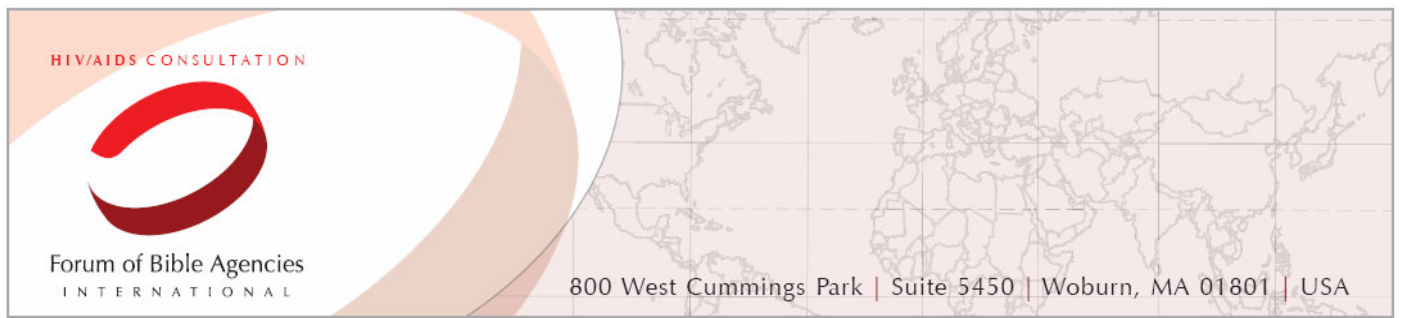 HIV/AIDS CONSULTATION
Forum of Bible Agencies
INTERNATIONAL
800 West Cummings Park | Suite 5450 | Woburn, MA 01801 | USA